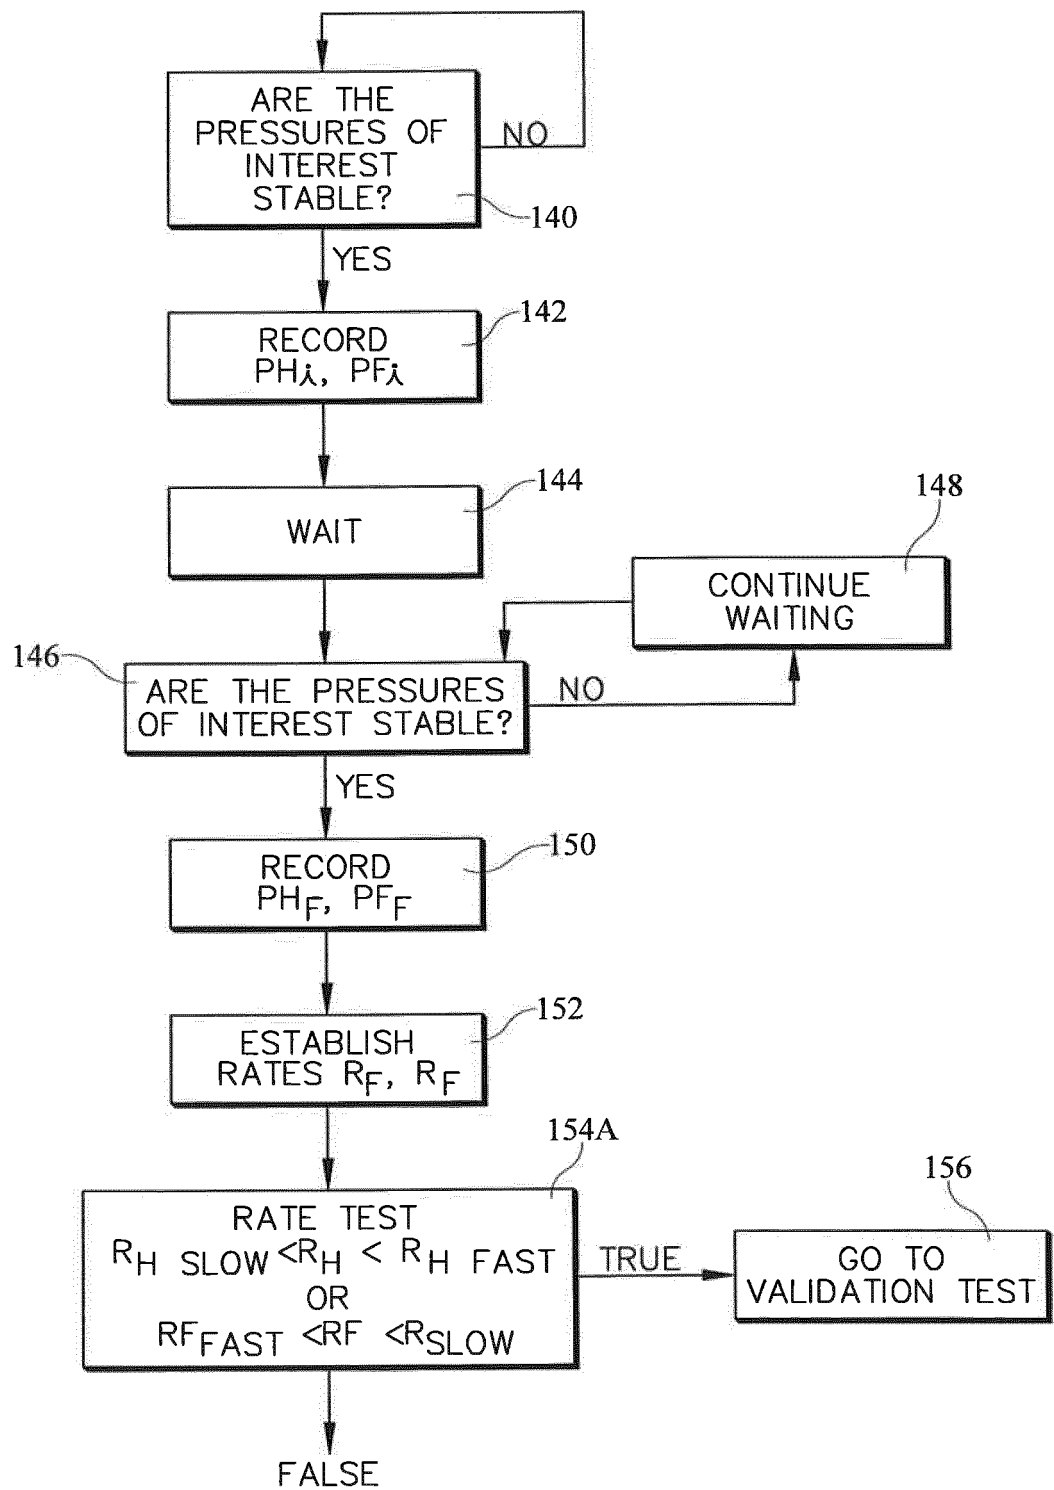 ARE THE
PRESSURES OF
INTEREST
STABLE?
NO
140
YES
142
RECORD
PHi, PFi
144
WAIT
148
CONTINUE
WAITING
146
ARE THE PRESSURES
OF INTEREST STABLE?
NO
YES
150
RECORD
PHF, PFF
152
ESTABLISH
RATES RF, RF
154A
RATE TEST
RH SLOW <RH < RH FAST
OR
RFFAST <RF <RSLOW
TRUE
156
GO TO
VALIDATION TEST
FALSE